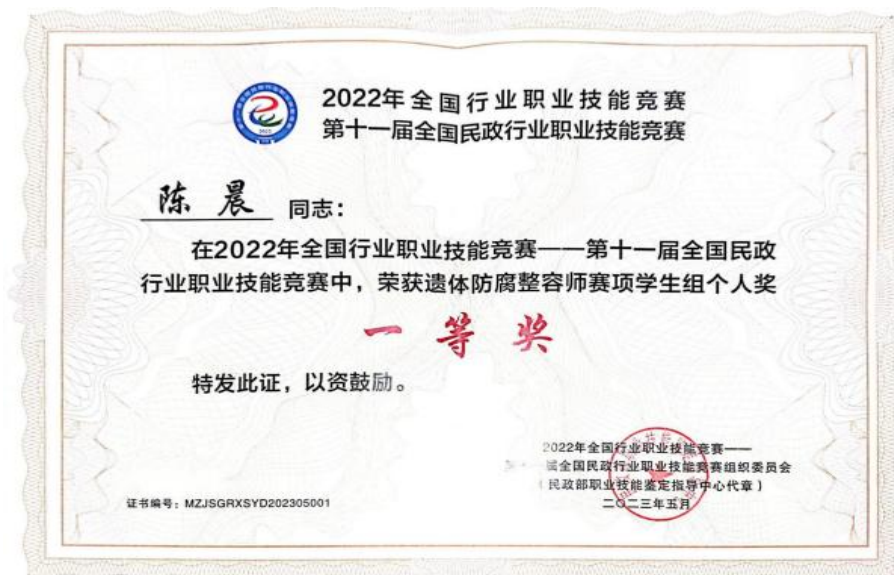 2022年全国行业职业技能竞赛
第十一届全国民政行业职业技能竞赛
陈晨 同志：
在2022年全国行业职业技能竞赛——第十一届全国民政
行业职业技能竞赛中，荣获遗体防腐整容师赛项学生组个人奖
一等奖
特发此证，以资鼓励。
2022年全国行业职业技能竞赛——
届全国民政行业职业技能竞赛组织委员会
（民政部职业技能鉴定指导中心代章）
二〇二三年五月
证书编号：MZJSGRXSYD202305001